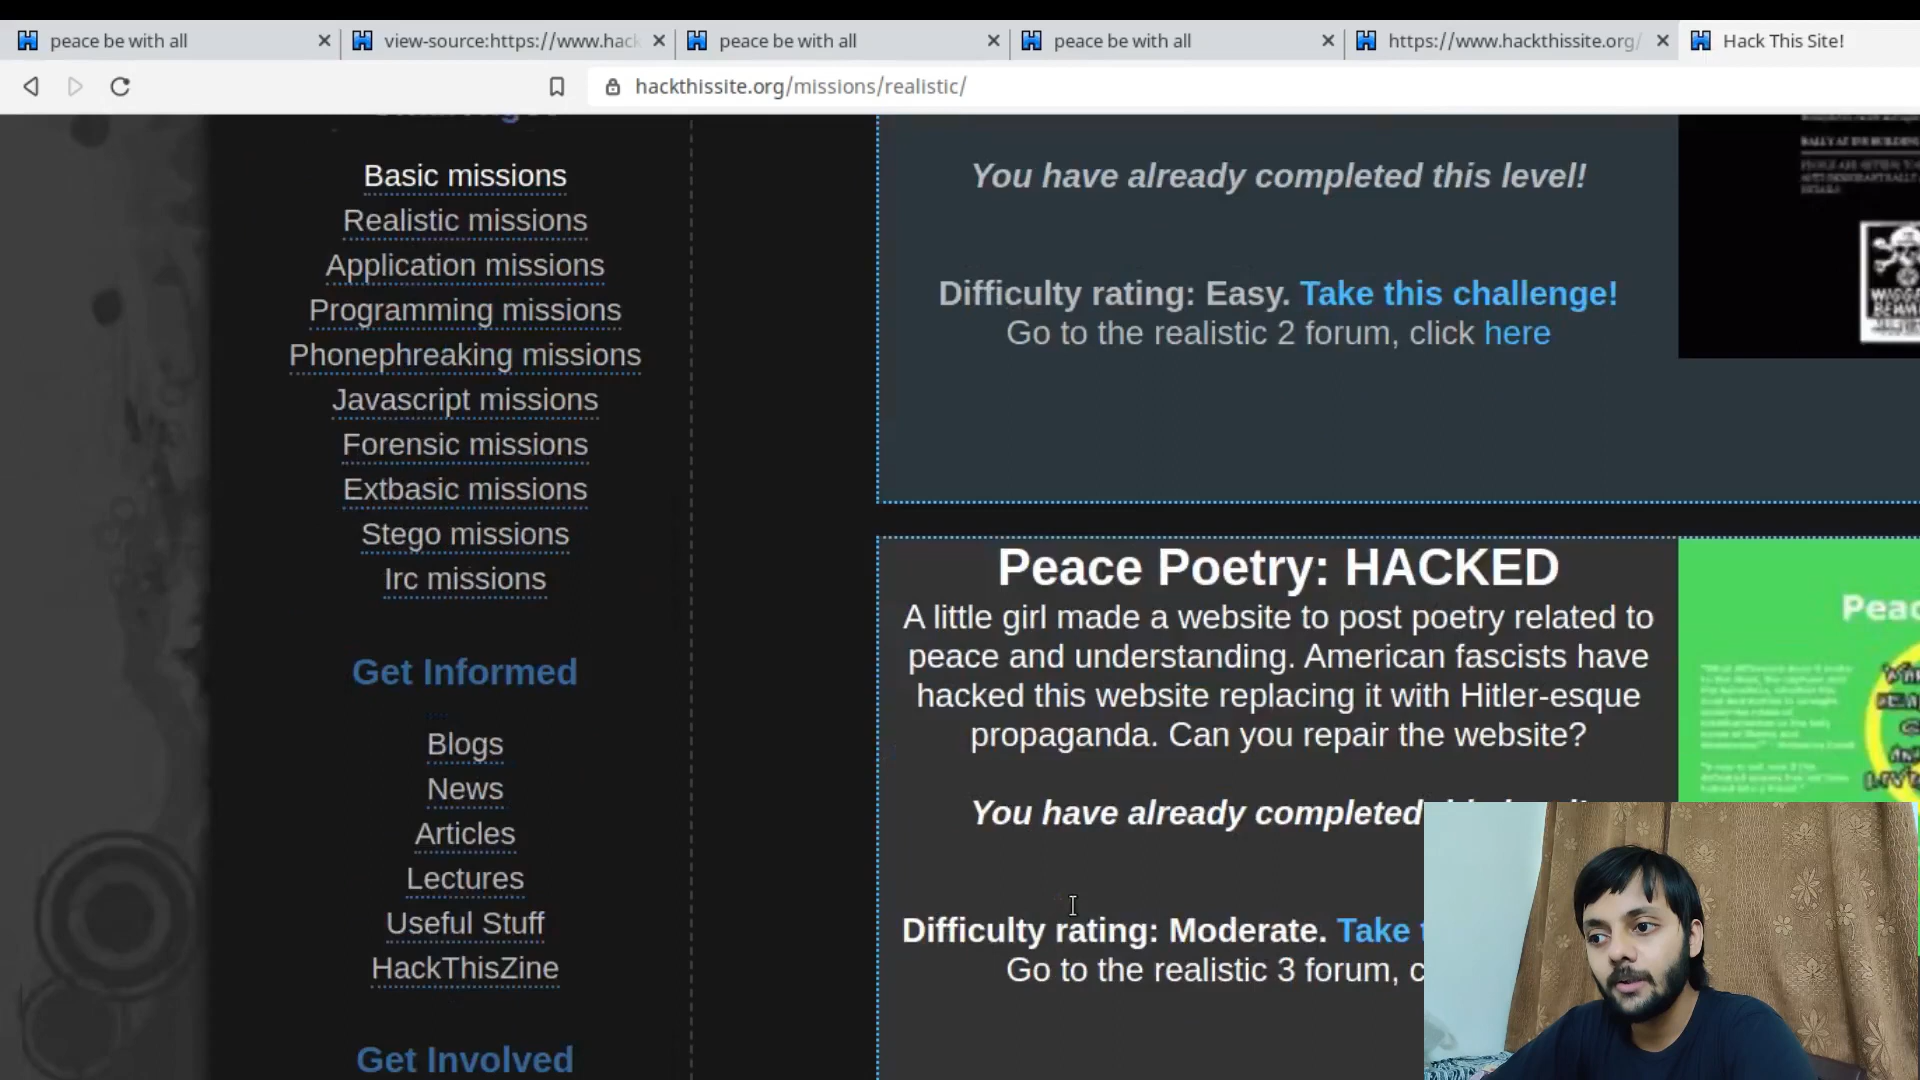 peace be with all
view-source:https://www.hack
peace be with all
peace be with all
https://www.hackthissite.org/
Hack This Site!
hackthissite.org/missions/realistic/
Basic missions
Realistic missions
Application missions
Programming missions
Phonephreaking missions
Javascript missions
Forensic missions
Extbasic missions
Stego missions
Irc missions
Get Informed
Blogs
News
Articles
Lectures
Useful Stuff
HackThisZine
Get Involved
You have already completed this level!
Difficulty rating: Easy. Take this challenge!
Go to the realistic 2 forum, click here
Peace Poetry: HACKED
A little girl made a website to post poetry related to
peace and understanding. American fascists have
hacked this website replacing it with Hitler-esque
propaganda. Can you repair the website?
You have already completed
Difficulty rating: Moderate. Take
Go to the realistic 3 forum, c
Peac